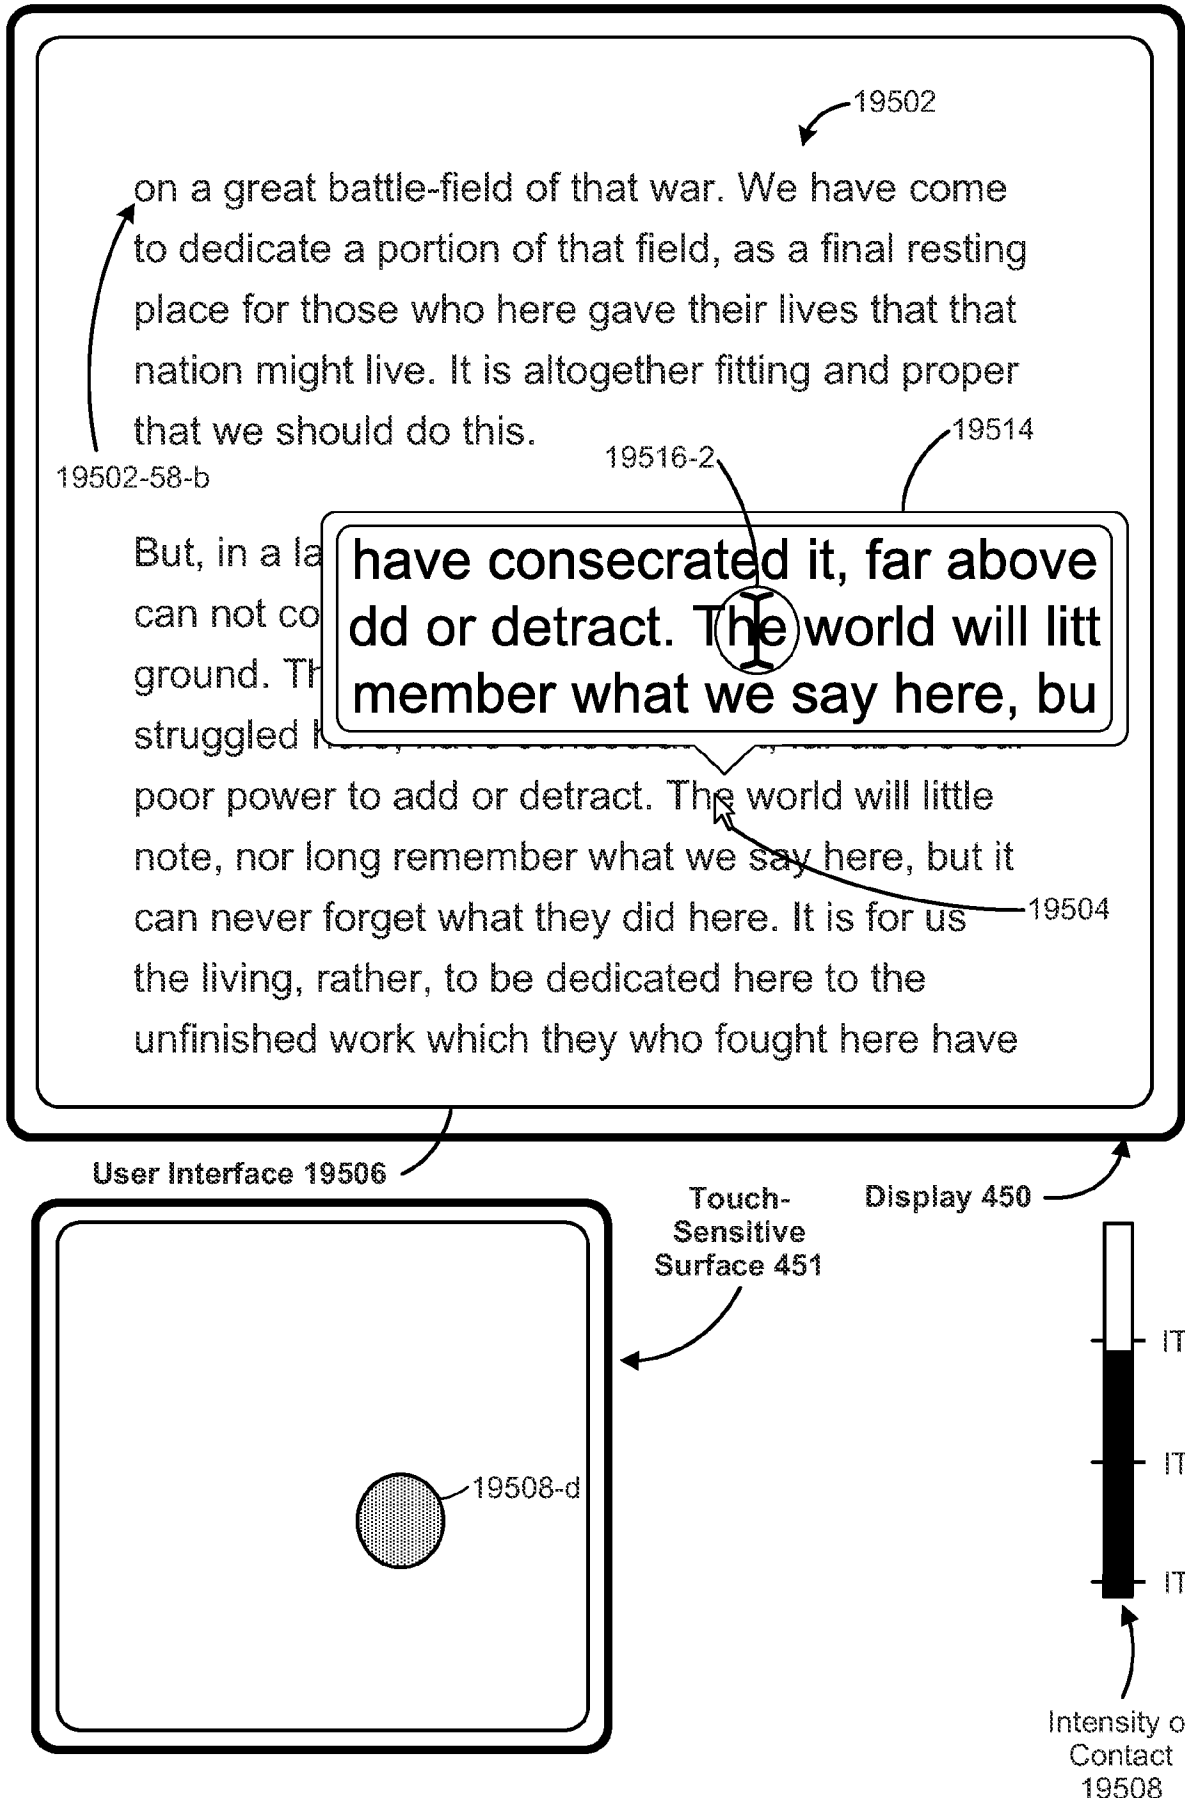 19502
on a great battle-field of that war. We have come
to dedicate a portion of that field, as a final resting
place for those who here gave their lives that that
nation might live. It is altogether fitting and proper
that we should do this.
19514
19516-2
19502-58-b
But, in a la
can not co
ground. Th
have consecrated it, far above
dd or detract. The world will litt
member what we say here, bu
struggled
poor power to add or detract. The world will little
note, nor long remember what we say here, but it
can never forget what they did here. It is for us
19504
the living, rather, to be dedicated here to the
unfinished work which they who fought here have
User Interface 19506
Display 450
Touch-
Sensitive
Surface 451
IT
IT
19508-d
IT
Intensity o
Contact
19508